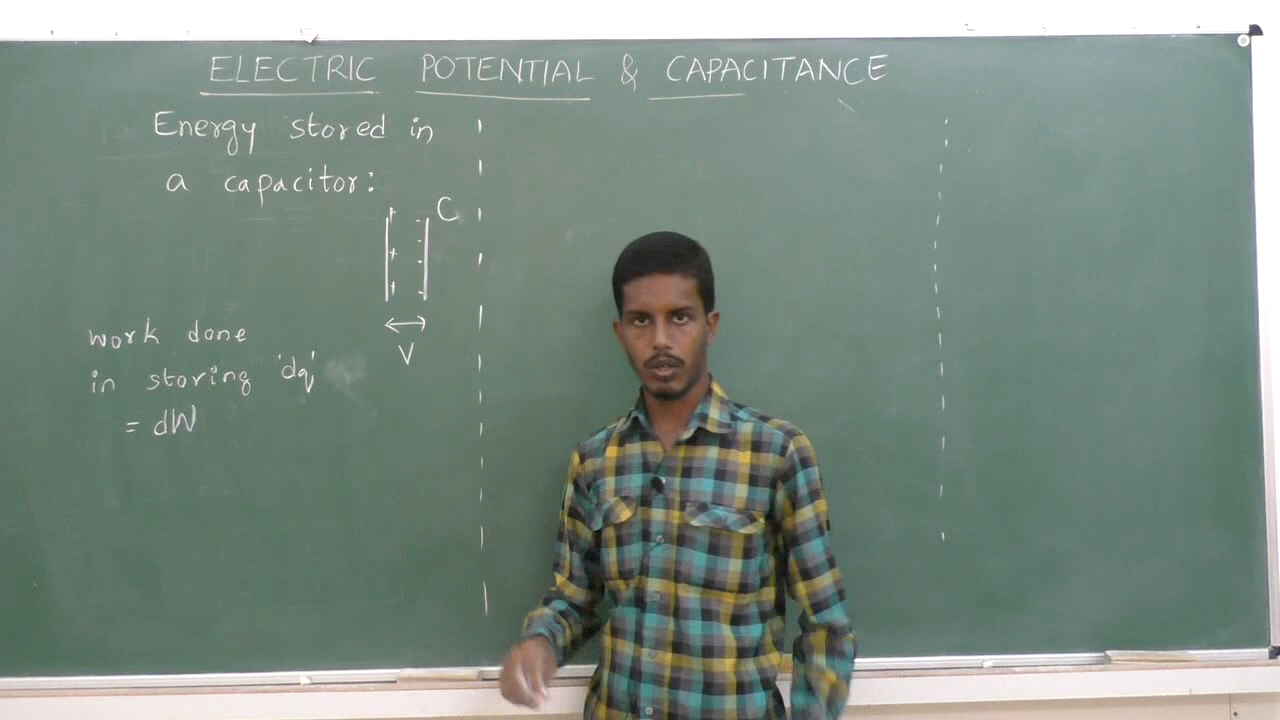 ELECTRIC POTENTIAL & CAPACITANCE
Energy stored in
a capacitor:
C
+ -
+ -
+ -
V
work done
in storing 'dq'
= dW